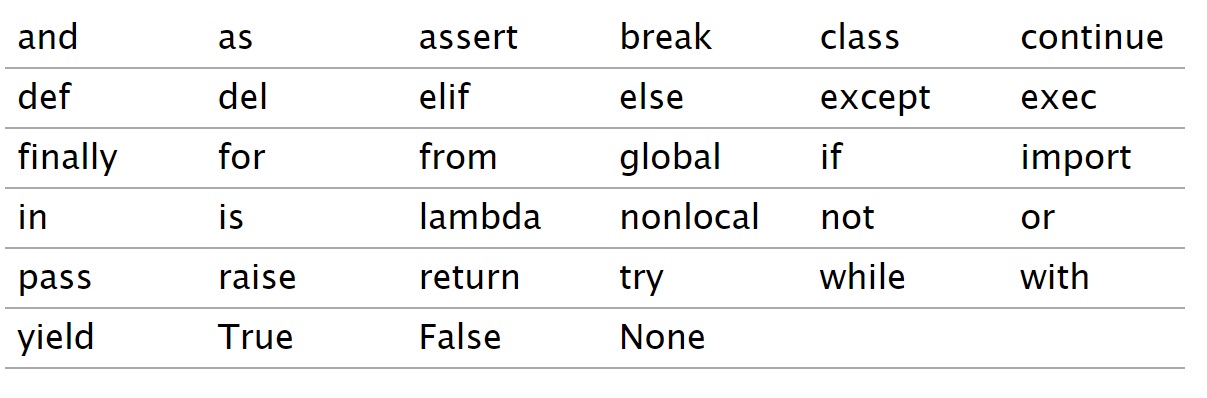 and as assert break class continue
def del elif else except exec
finally for from global if import
in is lambda nonlocal not or
pass raise return try while with
yield True False None